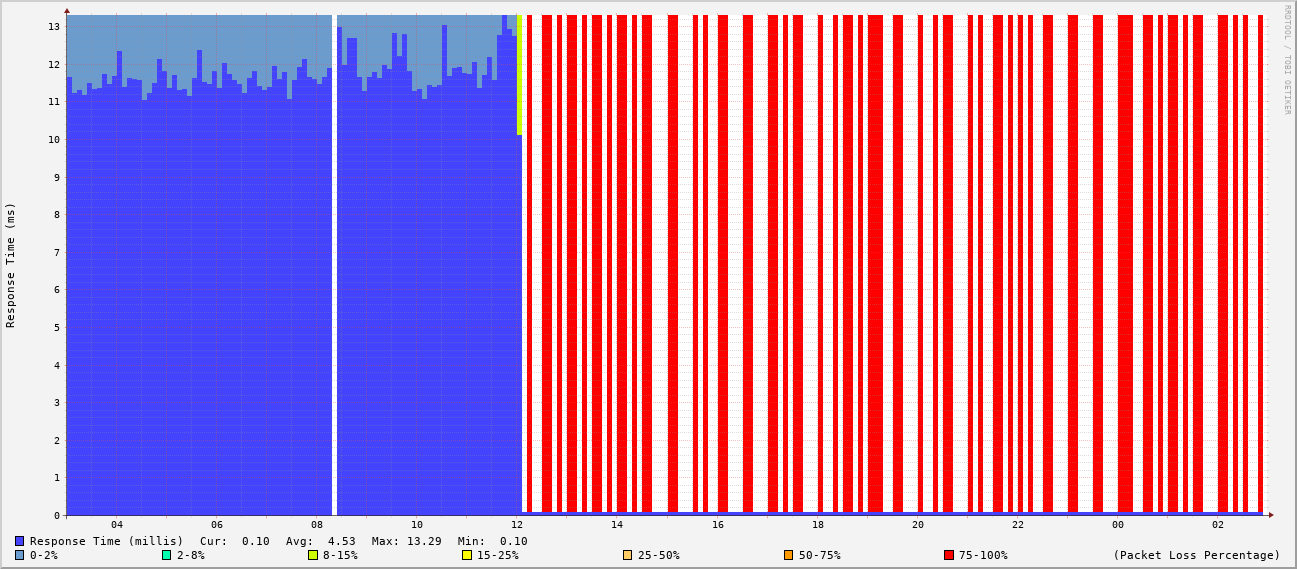 RRDTOOL / TOBI OETIKER
Response Time (ms)
13
12
11
10
9
8
7
6
5
4
3
2
1
0
04 06 08 10 12 14 16 18 20 22 00 02
Response Time (millis) Cur: 0.10 Avg: 4.53 Max: 13.29 Min: 0.10
0-2% 2-8% 8-15% 15-25% 25-50% 50-75% 75-100% (Packet Loss Percentage)